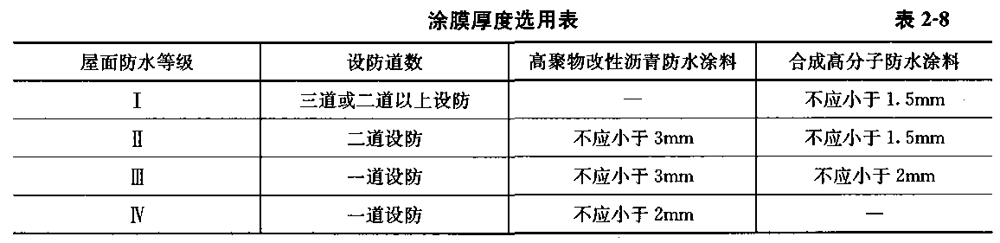 涂膜厚度选用表 表 2-8
屋面防水等级 设防道数 高聚物改性沥青防水涂料 合成高分子防水涂料
Ⅰ 三道或二道以上设防 — 不应小于 1.5mm
Ⅱ 二道设防 不应小于 3mm 不应小于 1.5mm
Ⅲ 一道设防 不应小于 3mm 不应小于 2mm
Ⅳ 一道设防 不应小于 2mm —